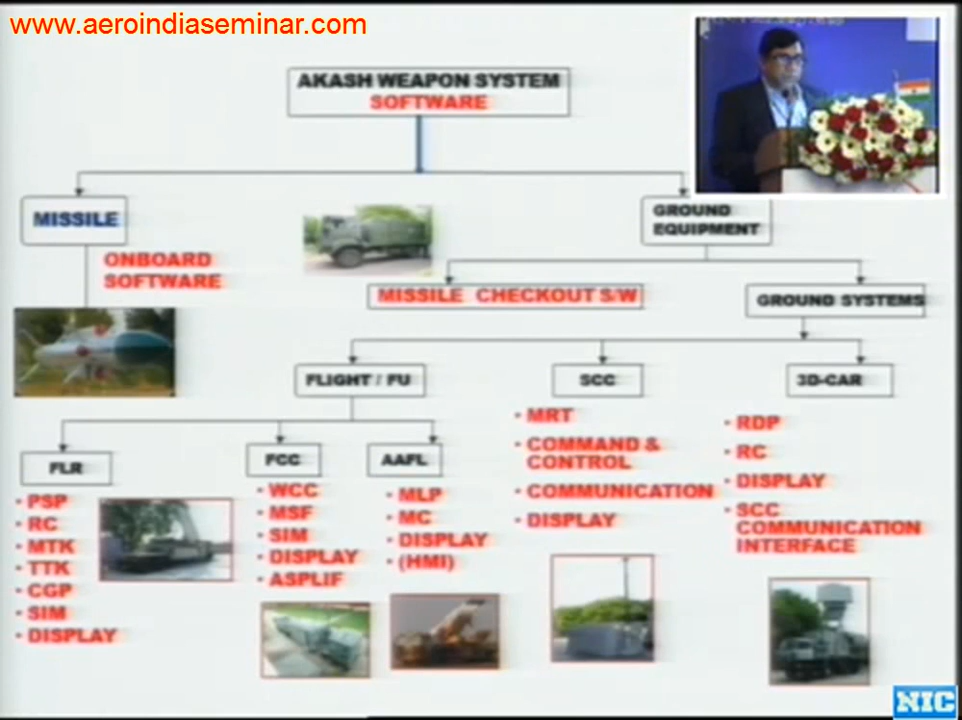 www.aeroindiaseminar.com
AKASH WEAPON SYSTEM
SOFTWARE
MISSILE
ONBOARD
SOFTWARE
GROUND
EQUIPMENT
MISSILE CHECKOUT S/W
GROUND SYSTEMS
FLIGHT / FU
SCC
3D-CAR
FLR
FCC
AAFL
• PSP
• RC
• MTK
• TTK
• CGP
• SIM
• DISPLAY
• WCC
• MSF
• SIM
• DISPLAY
• ASPLIF
• MLP
• MC
• DISPLAY
• (HMI)
• MRT
• COMMAND &
CONTROL
• COMMUNICATION
• DISPLAY
• RDP
• RC
• DISPLAY
• SCC
COMMUNICATION
INTERFACE
NIC